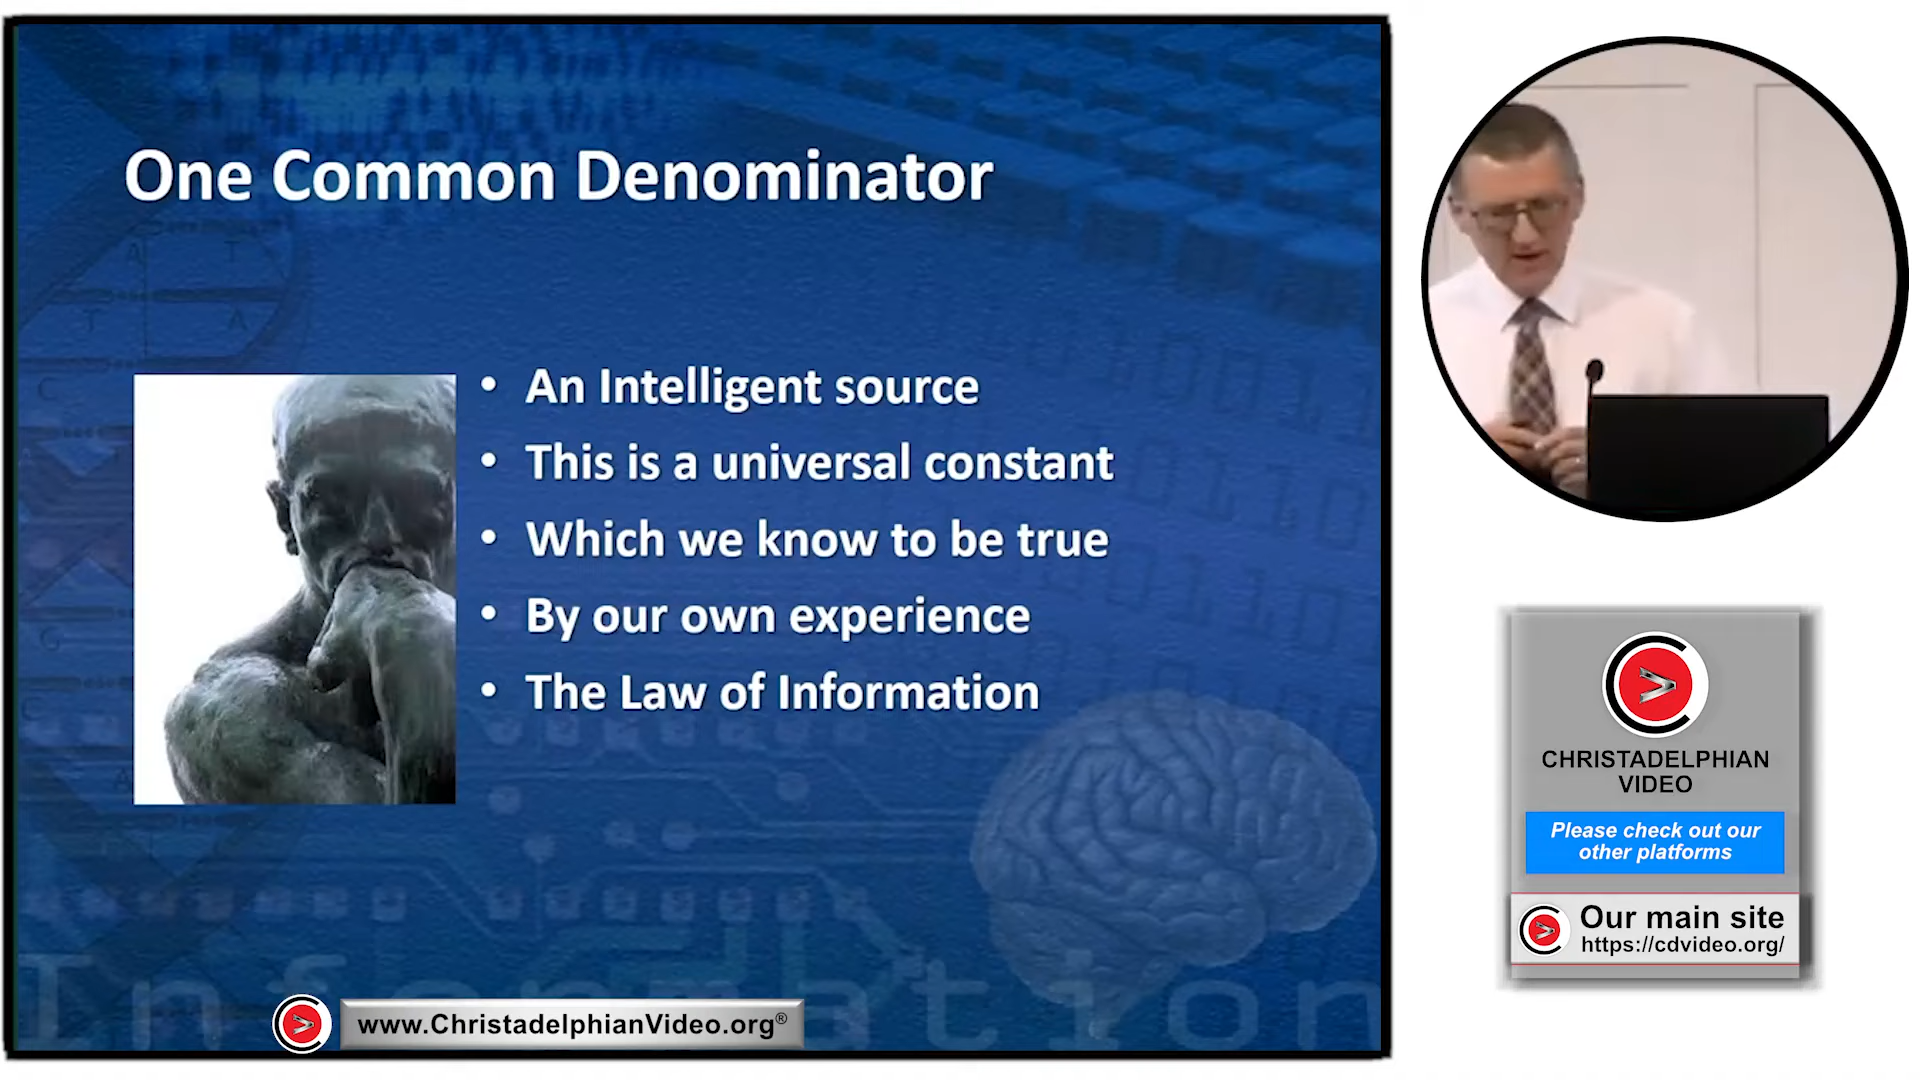 One Common Denominator
• An Intelligent source
• This is a universal constant
• Which we know to be true
• By our own experience
• The Law of Information
Information
www.ChristadelphianVideo.org®
CHRISTADELPHIAN
VIDEO
Please check out our
other platforms
Our main site
https://cdvideo.org/